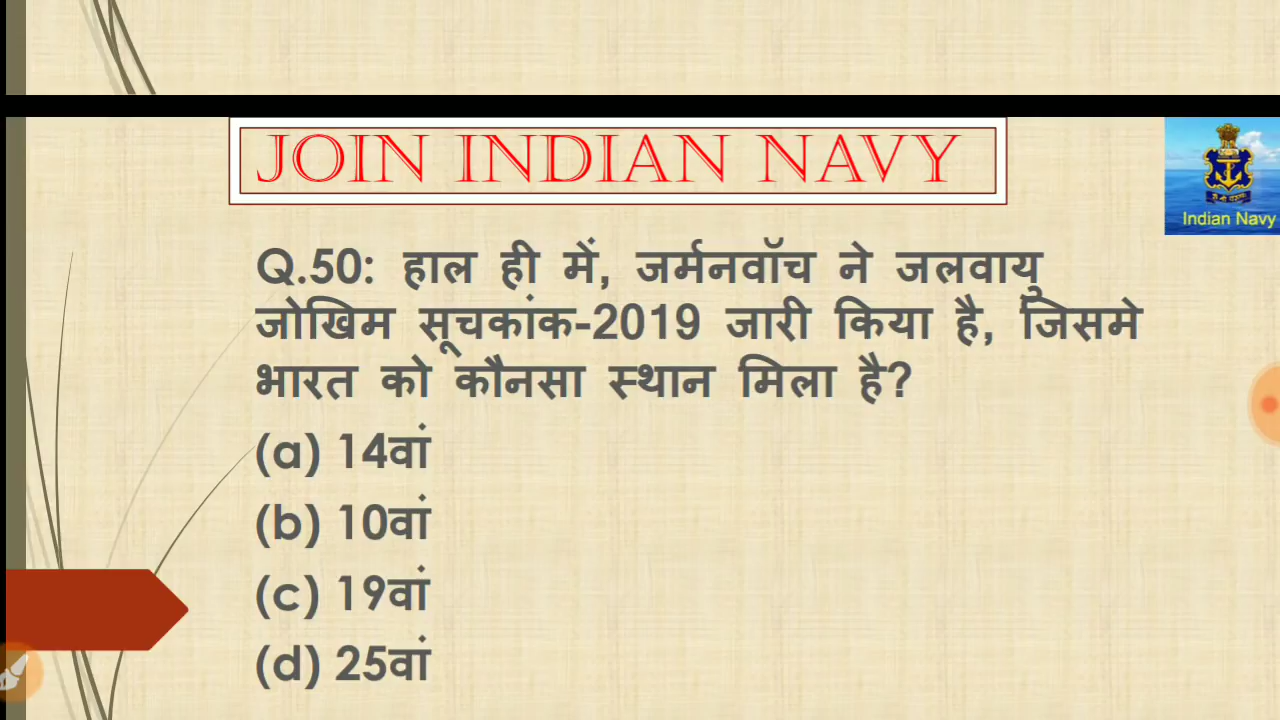 JOIN INDIAN NAVY
Indian Navy
Q.50: हाल ही में, जर्मनवॉच ने जलवायु
जोखिम सूचकांक-2019 जारी किया है, जिसमे
भारत को कौनसा स्थान मिला है?
(a) 14वां
(b) 10वां
(c) 19वां
(d) 25वां